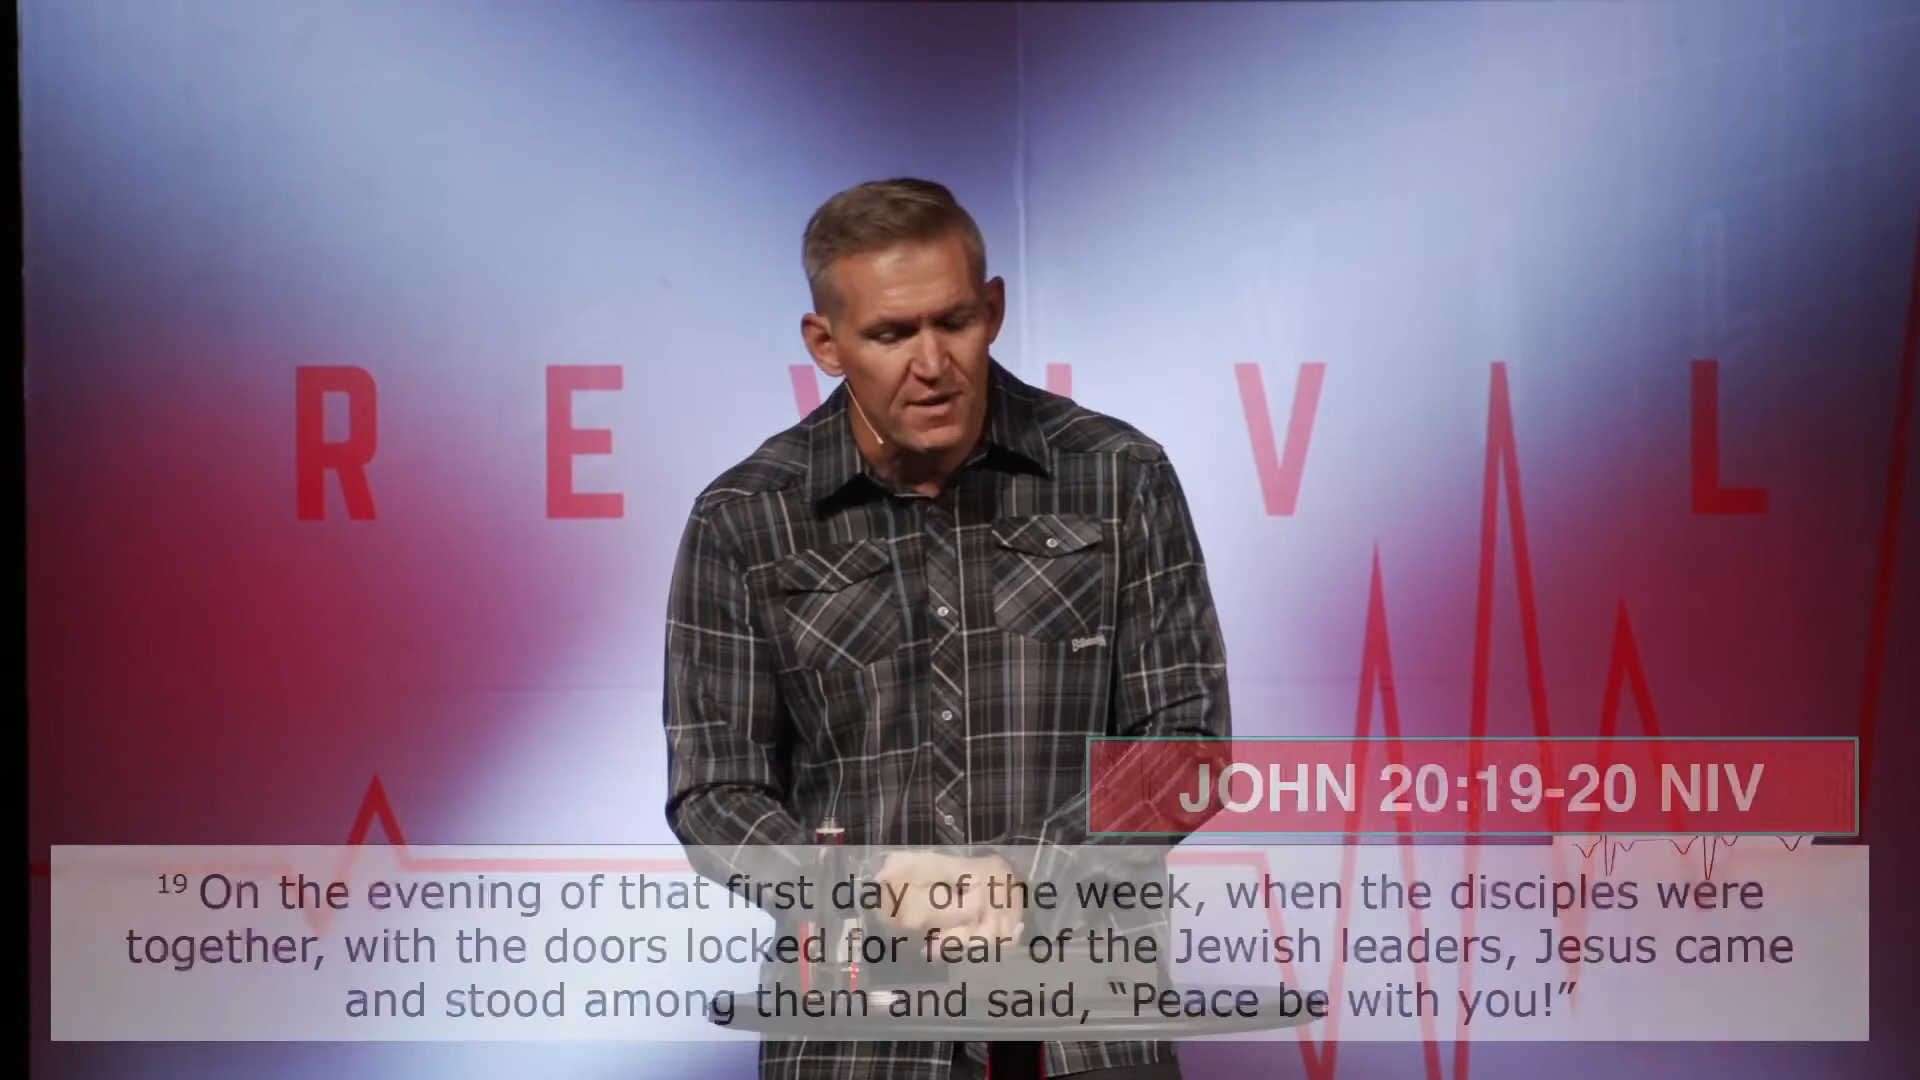 REVIVAL
JOHN 20:19-20 NIV
19 On the evening of that first day of the week, when the disciples were
together, with the doors locked for fear of the Jewish leaders, Jesus came
and stood among them and said, “Peace be with you!”